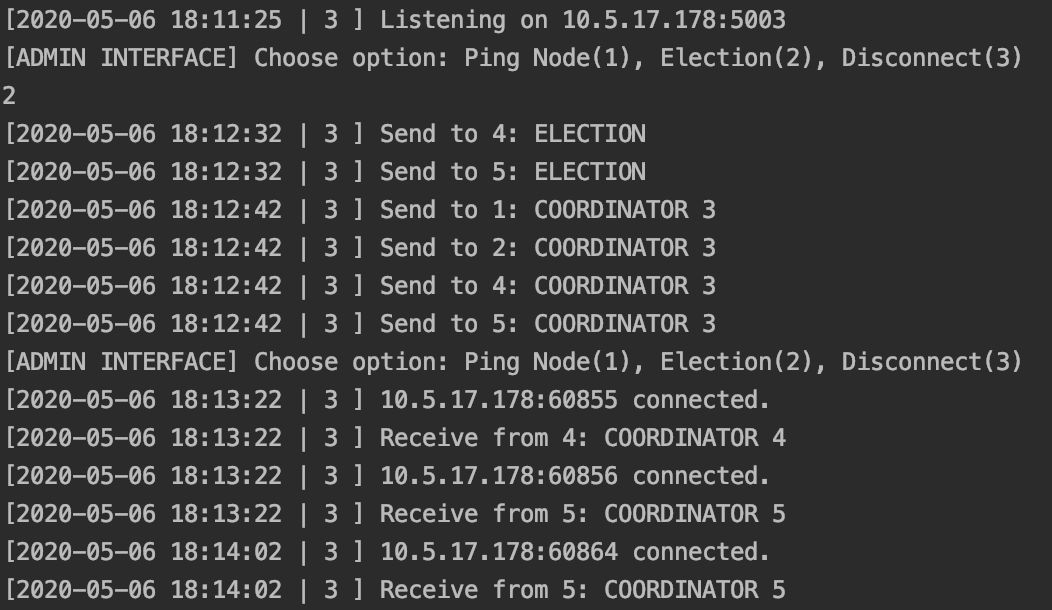 [2020-05-06 18:11:25 | 3 ] Listening on 10.5.17.178:5003
[ADMIN INTERFACE] Choose option: Ping Node(1), Election(2), Disconnect(3)
2
[2020-05-06 18:12:32 | 3 ] Send to 4: ELECTION
[2020-05-06 18:12:32 | 3 ] Send to 5: ELECTION
[2020-05-06 18:12:42 | 3 ] Send to 1: COORDINATOR 3
[2020-05-06 18:12:42 | 3 ] Send to 2: COORDINATOR 3
[2020-05-06 18:12:42 | 3 ] Send to 4: COORDINATOR 3
[2020-05-06 18:12:42 | 3 ] Send to 5: COORDINATOR 3
[ADMIN INTERFACE] Choose option: Ping Node(1), Election(2), Disconnect(3)
[2020-05-06 18:13:22 | 3 ] 10.5.17.178:60855 connected.
[2020-05-06 18:13:22 | 3 ] Receive from 4: COORDINATOR 4
[2020-05-06 18:13:22 | 3 ] 10.5.17.178:60856 connected.
[2020-05-06 18:13:22 | 3 ] Receive from 5: COORDINATOR 5
[2020-05-06 18:14:02 | 3 ] 10.5.17.178:60864 connected.
[2020-05-06 18:14:02 | 3 ] Receive from 5: COORDINATOR 5